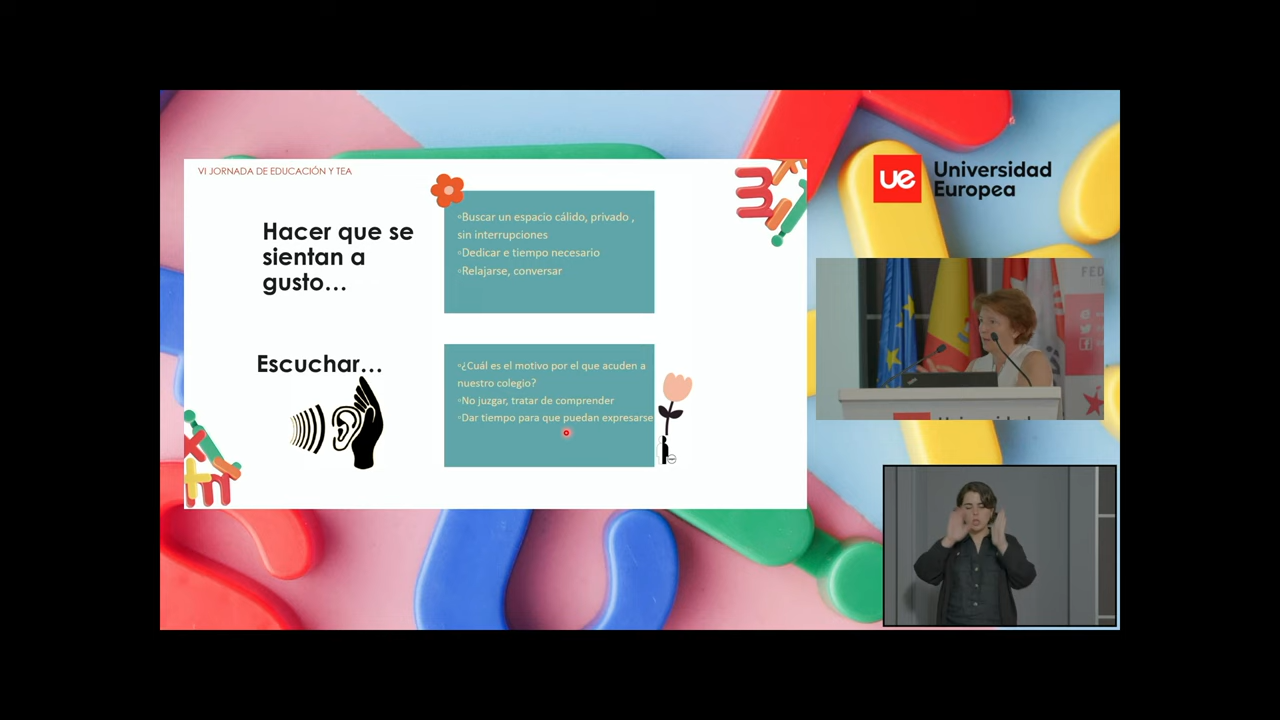 VI JORNADA DE EDUCACIÓN Y TEA
Hacer que se
sientan a
gusto...
◦Buscar un espacio cálido, privado ,
sin interrupciones
◦Dedicar e tiempo necesario
◦Relajarse, conversar
Escuchar...
◦¿Cuál es el motivo por el que acuden a
nuestro colegio?
◦No juzgar, tratar de comprender
◦Dar tiempo para que puedan expresarse
ue Universidad
Europea
FED